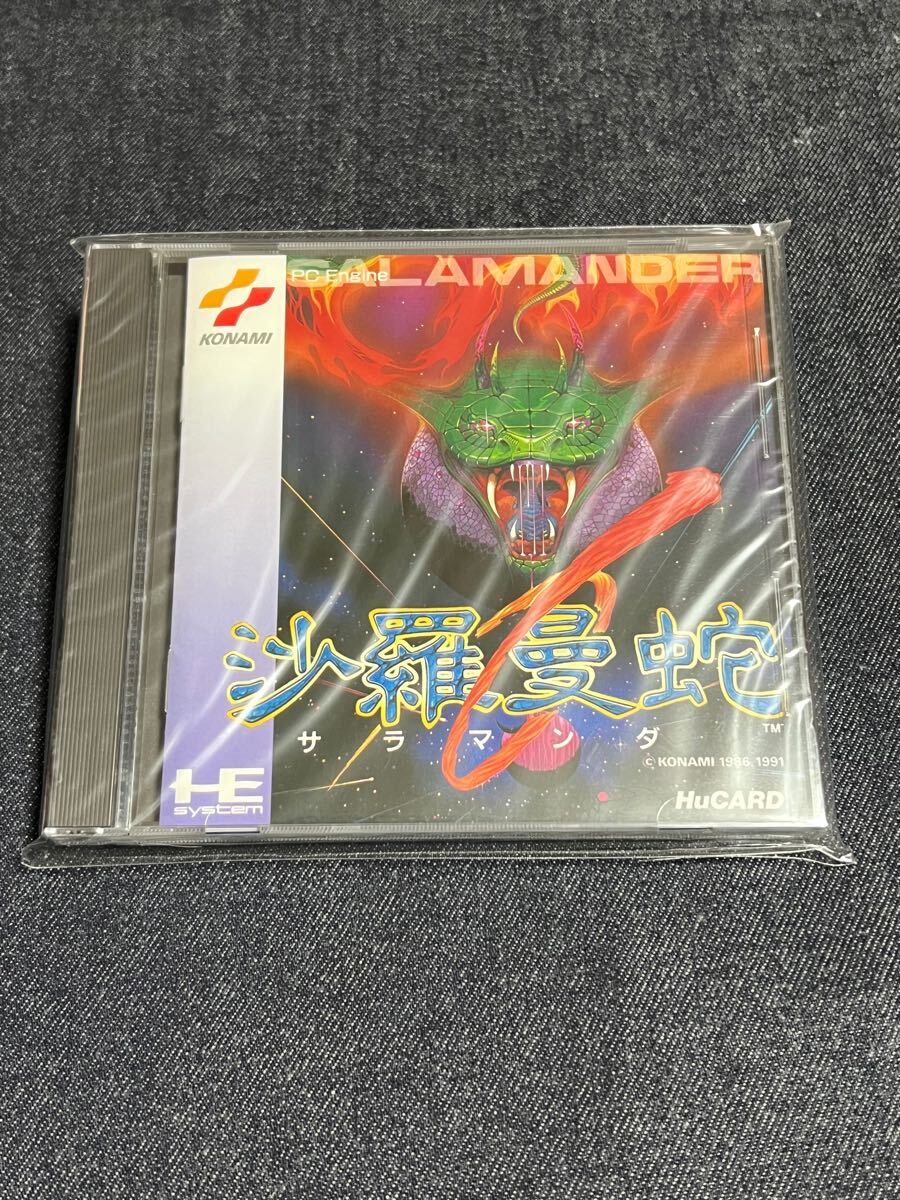 PC Engine
SALAMANDER
KONAMI
沙羅曼蛇
TM
サラマンダ
© KONAMI 1986, 1991
HE
system
HuCARD